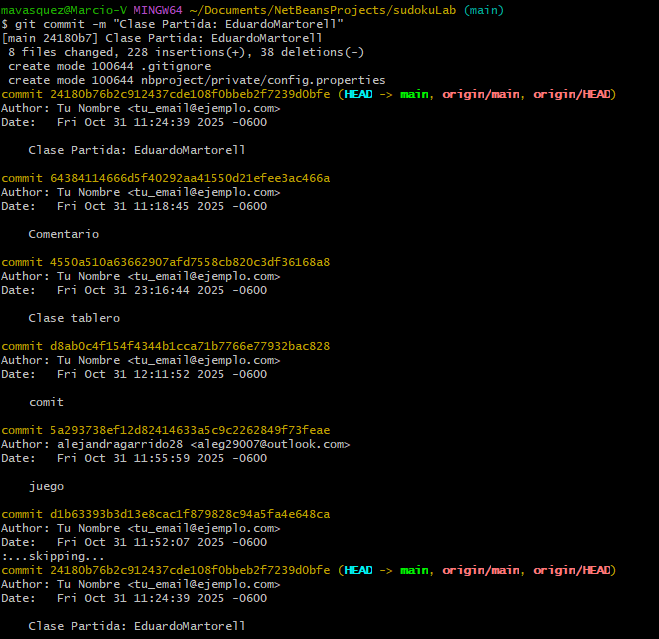 mavasquez@Marcio-V MINGW64 ~/Documents/NetBeansProjects/sudokuLab (main)
$ git commit -m "Clase Partida: EduardoMartorell"
[main 24180b7] Clase Partida: EduardoMartorell
 8 files changed, 228 insertions(+), 38 deletions(-)
 create mode 100644 .gitignore
 create mode 100644 nbproject/private/config.properties
commit 24180b76b2c912437cde108f0bbeb2f7239d0bfe (HEAD -> main, origin/main, origin/HEAD)
Author: Tu Nombre <tu_email@ejemplo.com>
Date:   Fri Oct 31 11:24:39 2025 -0600

    Clase Partida: EduardoMartorell

commit 64384114666d5f40292aa41550d21efee3ac466a
Author: Tu Nombre <tu_email@ejemplo.com>
Date:   Fri Oct 31 11:18:45 2025 -0600

    Comentario

commit 4550a510a63662907afd7558cb820c3df36168a8
Author: Tu Nombre <tu_email@ejemplo.com>
Date:   Fri Oct 31 23:16:44 2025 -0600

    Clase tablero

commit d8ab0c4f154f4344b1cca71b7766e77932bac828
Author: Tu Nombre <tu_email@ejemplo.com>
Date:   Fri Oct 31 12:11:52 2025 -0600

    comit

commit 5a293738ef12d82414633a5c9c2262849f73feae
Author: alejandragarrido28 <aleg29007@outlook.com>
Date:   Fri Oct 31 11:55:59 2025 -0600

    juego

commit d1b63393b3d13e8cac1f879828c94a5fa4e648ca
Author: Tu Nombre <tu_email@ejemplo.com>
Date:   Fri Oct 31 11:52:07 2025 -0600
:...skipping...
commit 24180b76b2c912437cde108f0bbeb2f7239d0bfe (HEAD -> main, origin/main, origin/HEAD)
Author: Tu Nombre <tu_email@ejemplo.com>
Date:   Fri Oct 31 11:24:39 2025 -0600

    Clase Partida: EduardoMartorell